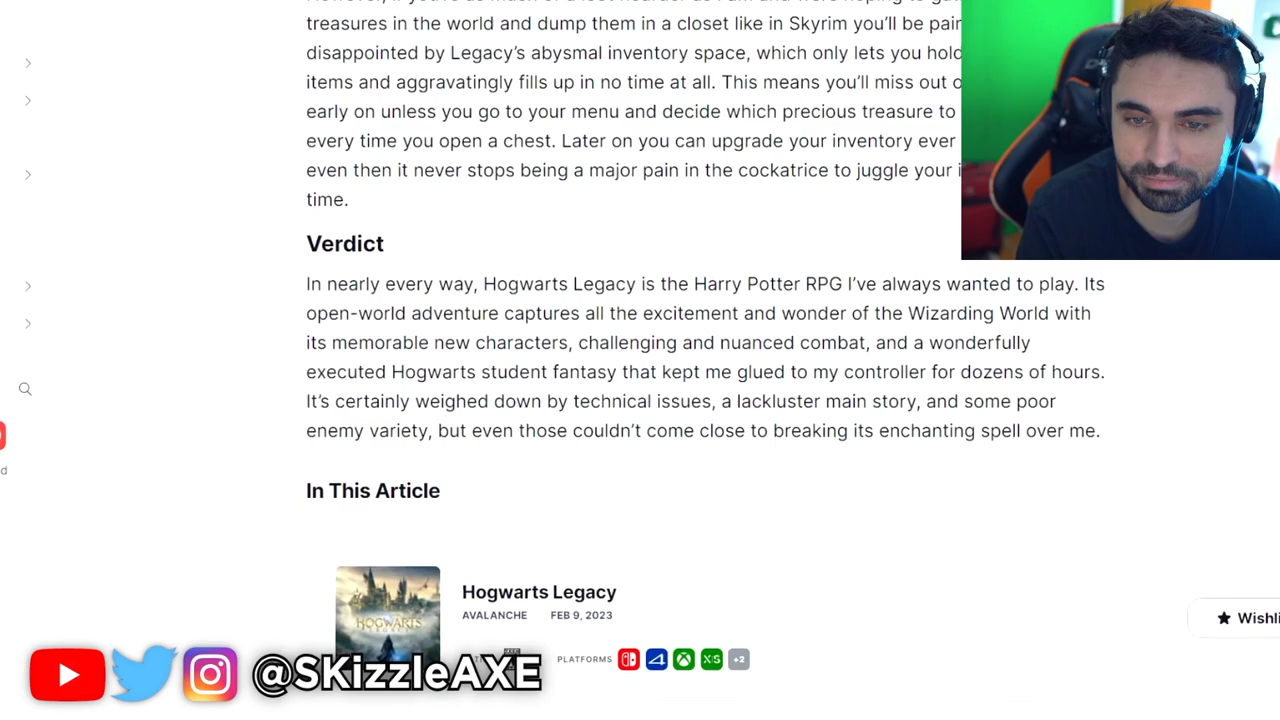 treasures in the world and dump them in a closet like in Skyrim you'll be
disappointed by Legacy's abysmal inventory space, which only lets you hold
items and aggravatingly fills up in no time at all. This means you'll miss out
early on unless you go to your menu and decide which precious treasure to
every time you open a chest. Later on you can upgrade your inventory ever
even then it never stops being a major pain in the cockatrice to juggle your
time.
Verdict
In nearly every way, Hogwarts Legacy is the Harry Potter RPG I've always wanted to play. Its
open-world adventure captures all the excitement and wonder of the Wizarding World with
its memorable new characters, challenging and nuanced combat, and a wonderfully
executed Hogwarts student fantasy that kept me glued to my controller for dozens of hours.
It's certainly weighed down by technical issues, a lackluster main story, and some poor
enemy variety, but even those couldn't come close to breaking its enchanting spell over me.
In This Article
Hogwarts Legacy
AVALANCHE FEB 9, 2023
HOGWARTS
PLATFORMS X|S +2
@SKizzleAXE